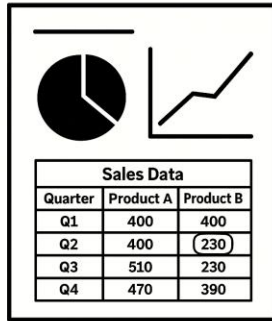 Sales Data
Quarter Product A Product B
Q1 400 400
Q2 400 230
Q3 510 230
Q4 470 390